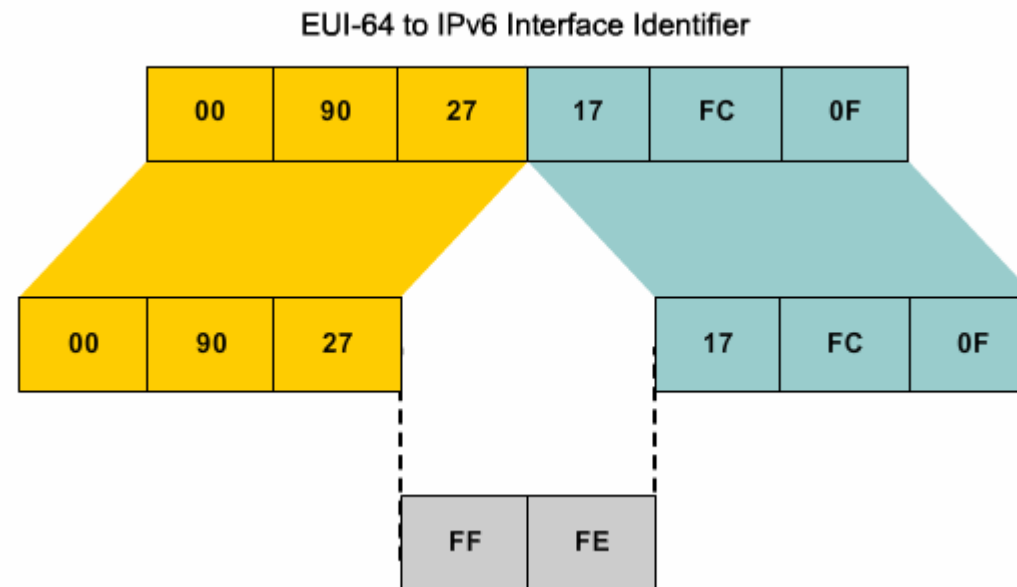 EUI-64 to IPv6 Interface Identifier
00 90 27 17 FC 0F
00 90 27 17 FC 0F
FF FE